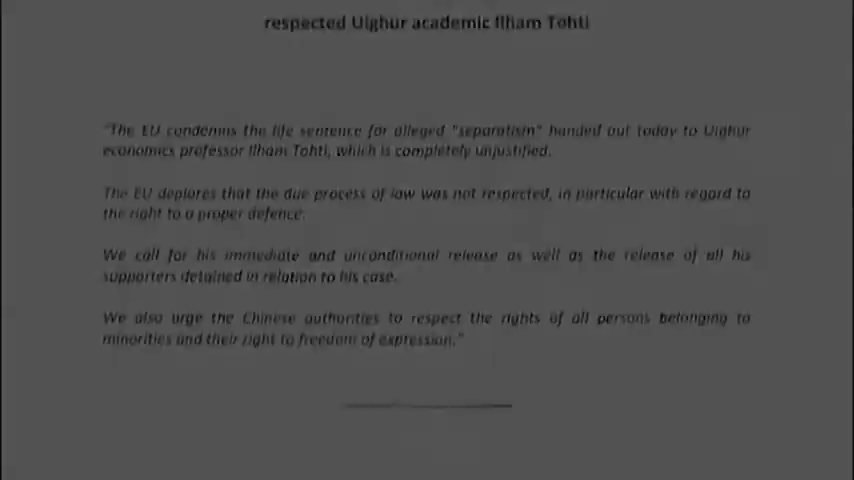 respected Uighur academic Ilham Tohti
"The EU condemns the life sentence for alleged "separatism" handed out today to Uighur
economics professor Ilham Tohti, which is completely unjustified.
The EU deplores that the due process of law was not respected, in particular with regard to
the right to a proper defence.
We call for his immediate and unconditional release as well as the release of all his
supporters detained in relation to his case.
We also urge the Chinese authorities to respect the rights of all persons belonging to
minorities and their right to freedom of expression."